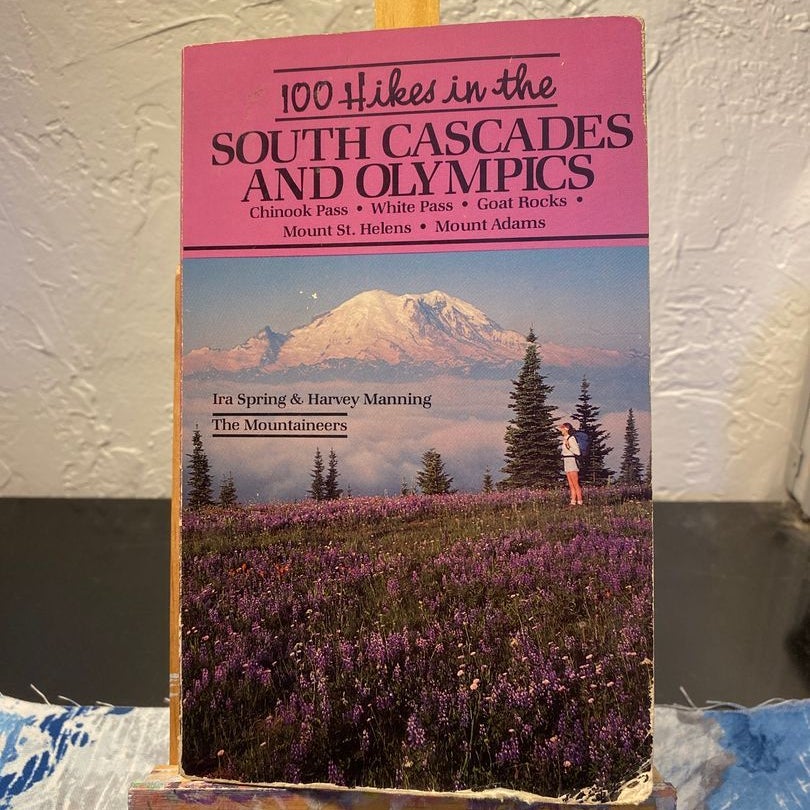 100 Hikes in the
SOUTH CASCADES
AND OLYMPICS
Chinook Pass • White Pass • Goat Rocks •
Mount St. Helens • Mount Adams
Ira Spring & Harvey Manning
The Mountaineers